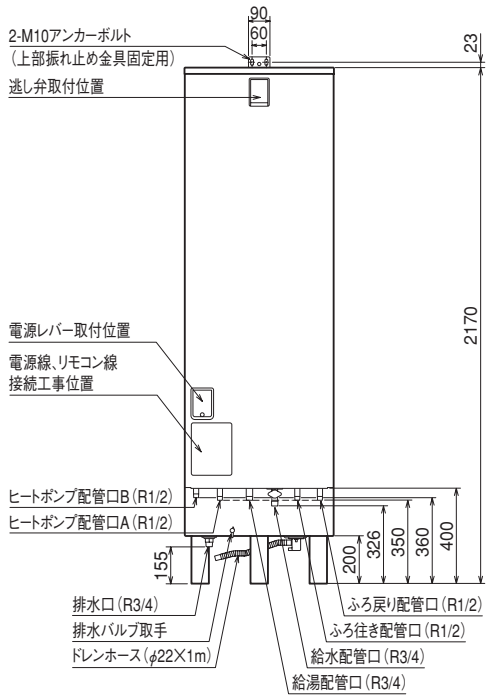 90
60
23
2-M10アンカーボルト
(上部振れ止め金具固定用)
逃し弁取付位置
2170
電源レバー取付位置
電源線、リモコン線
接続工事位置
ヒートポンプ配管口B(R1/2)
ヒートポンプ配管口A(R1/2)
155
200
326
350
360
400
排水口(R3/4)
排水バルブ取手
ドレンホース(φ22×1m)
ふろ戻り配管口(R1/2)
ふろ往き配管口(R1/2)
給水配管口(R3/4)
給湯配管口(R3/4)